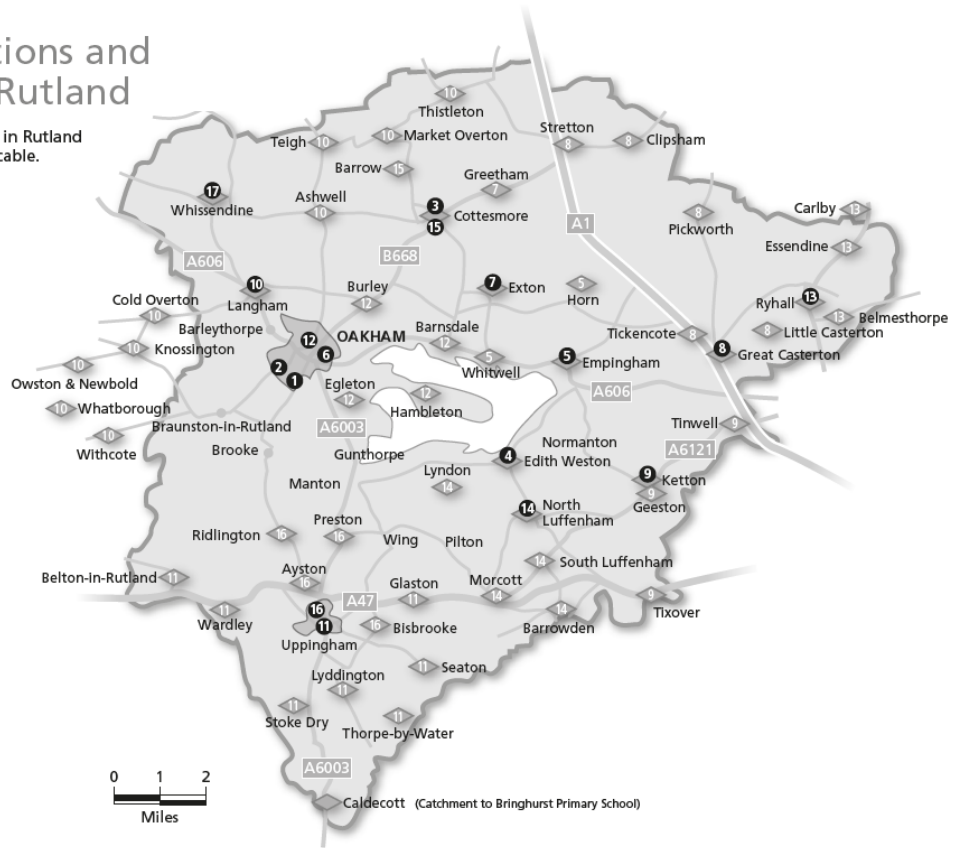 tions and
Rutland
in Rutland
table.
10
Thistleton
Teigh 10
10 Market Overton
Stretton
8
8 Clipsham
Barrow 15
Greetham
7
17
Whissendine
Ashwell
10
3
Cottesmore
15
A1
8
Pickworth
Carlby 13
Essendine 13
A606
B668
10
Langham
Burley
12
7 Exton
5
Horn
Ryhall 13
13 Belmesthorpe
Cold Overton
10
Barleythorpe
12 OAKHAM
6
Barnsdale
12
Tickencote 8
8 Little Casterton
8
Great Casterton
10 Knossington
2
1
5
Whitwell
5 Empingham
10
Owston & Newbold
Egleton
12
12
Hambleton
A606
10 Whatborough
Braunston-in-Rutland
A6003
Tinwell 9
10
Withcote
Brooke
Gunthorpe
Normanton
4 Edith Weston
A6121
Manton
Lyndon
14
9 Ketton
9
Geeston
14 North
Luffenham
Ridlington 16
Preston
16
Wing
Pilton
14 South Luffenham
Belton-in-Rutland 11
Ayston
16
Glaston
11
Morcott
14
9
Tixover
11
Wardley
A47
16
11
Uppingham
16 Bisbrooke
14
Barrowden
11 Seaton
Lyddington
11
11
Stoke Dry
11
Thorpe-by-Water
A6003
0 1 2
Miles
Caldecott (Catchment to Bringhurst Primary School)